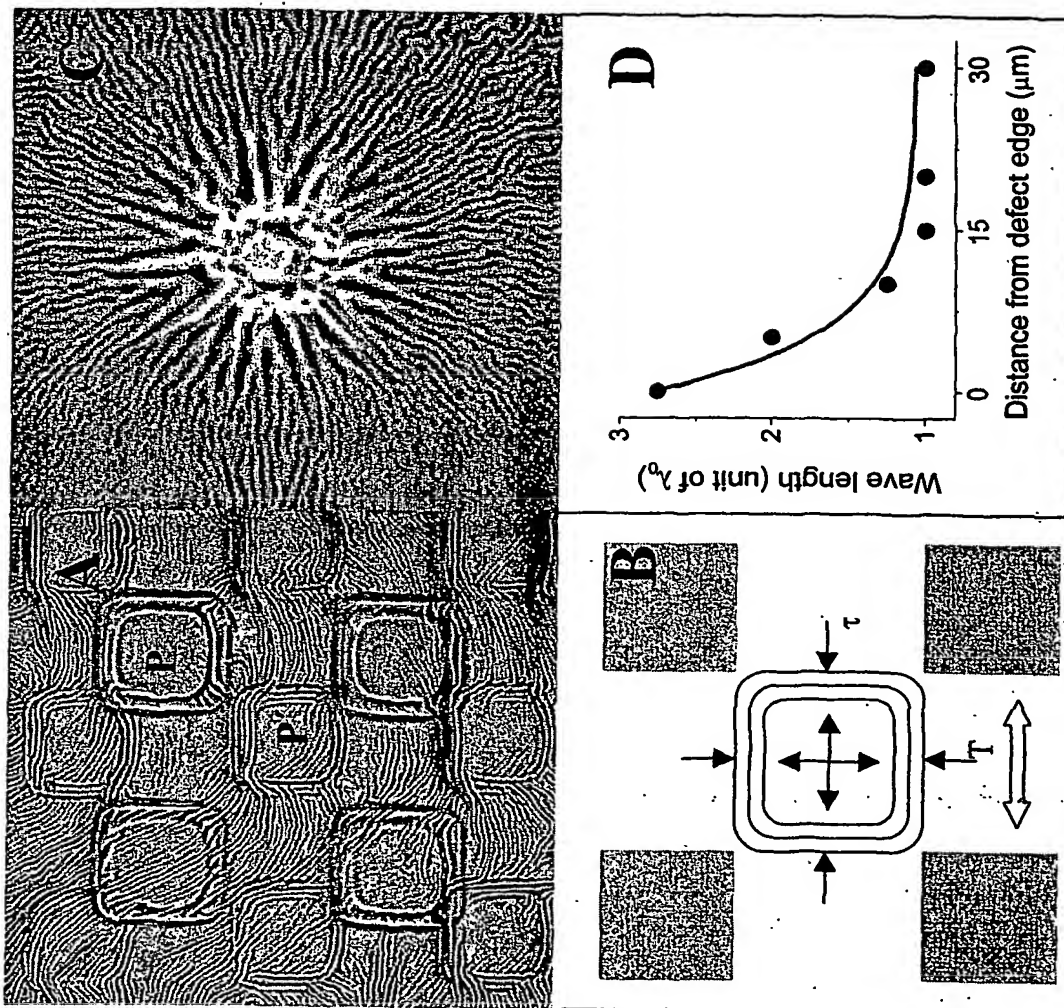 A
P
P'
C
B
τ
T
D
Wave length (unit of λ₀)
3
2
1
0
15
30
Distance from defect edge (μm)